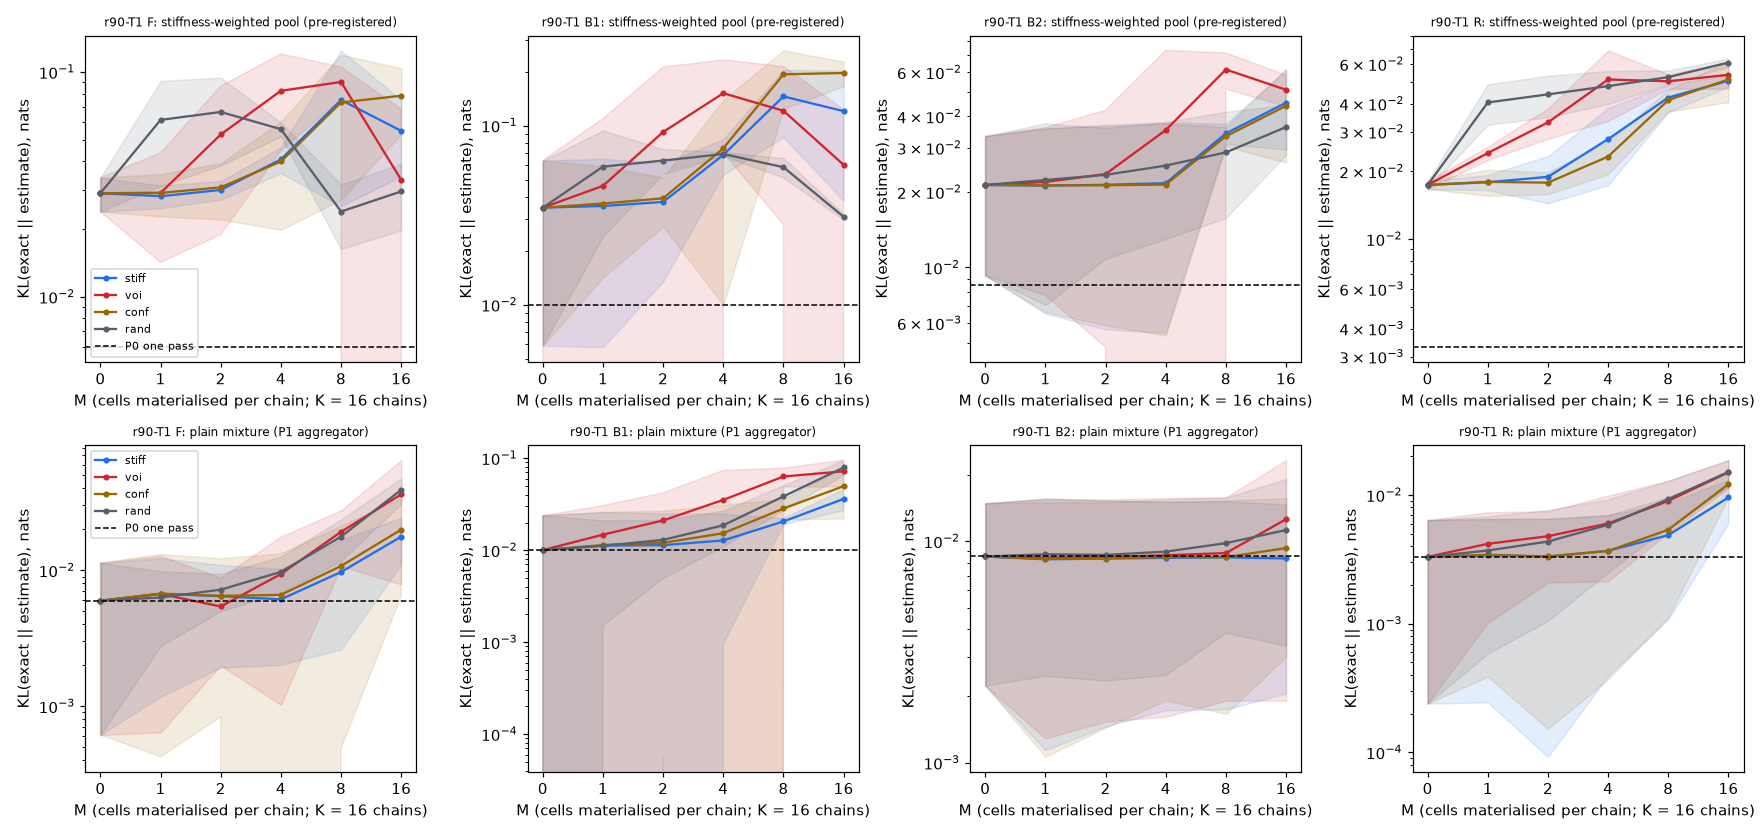 r90-T1 F: stiffness-weighted pool (pre-registered)
KL(exact || estimate), nats
10⁻¹
10⁻²
stiff
voi
conf
rand
P0 one pass
0 1 2 4 8 16
M (cells materialised per chain; K = 16 chains)
r90-T1 B1: stiffness-weighted pool (pre-registered)
KL(exact || estimate), nats
10⁻¹
10⁻²
0 1 2 4 8 16
M (cells materialised per chain; K = 16 chains)
r90-T1 B2: stiffness-weighted pool (pre-registered)
KL(exact || estimate), nats
6 × 10⁻²
4 × 10⁻²
3 × 10⁻²
2 × 10⁻²
10⁻²
6 × 10⁻³
0 1 2 4 8 16
M (cells materialised per chain; K = 16 chains)
r90-T1 R: stiffness-weighted pool (pre-registered)
KL(exact || estimate), nats
6 × 10⁻²
4 × 10⁻²
3 × 10⁻²
2 × 10⁻²
10⁻²
6 × 10⁻³
4 × 10⁻³
3 × 10⁻³
0 1 2 4 8 16
M (cells materialised per chain; K = 16 chains)
r90-T1 F: plain mixture (P1 aggregator)
KL(exact || estimate), nats
stiff
voi
conf
rand
P0 one pass
10⁻²
10⁻³
0 1 2 4 8 16
M (cells materialised per chain; K = 16 chains)
r90-T1 B1: plain mixture (P1 aggregator)
KL(exact || estimate), nats
10⁻¹
10⁻²
10⁻³
10⁻⁴
0 1 2 4 8 16
M (cells materialised per chain; K = 16 chains)
r90-T1 B2: plain mixture (P1 aggregator)
KL(exact || estimate), nats
10⁻²
10⁻³
0 1 2 4 8 16
M (cells materialised per chain; K = 16 chains)
r90-T1 R: plain mixture (P1 aggregator)
KL(exact || estimate), nats
10⁻²
10⁻³
10⁻⁴
0 1 2 4 8 16
M (cells materialised per chain; K = 16 chains)